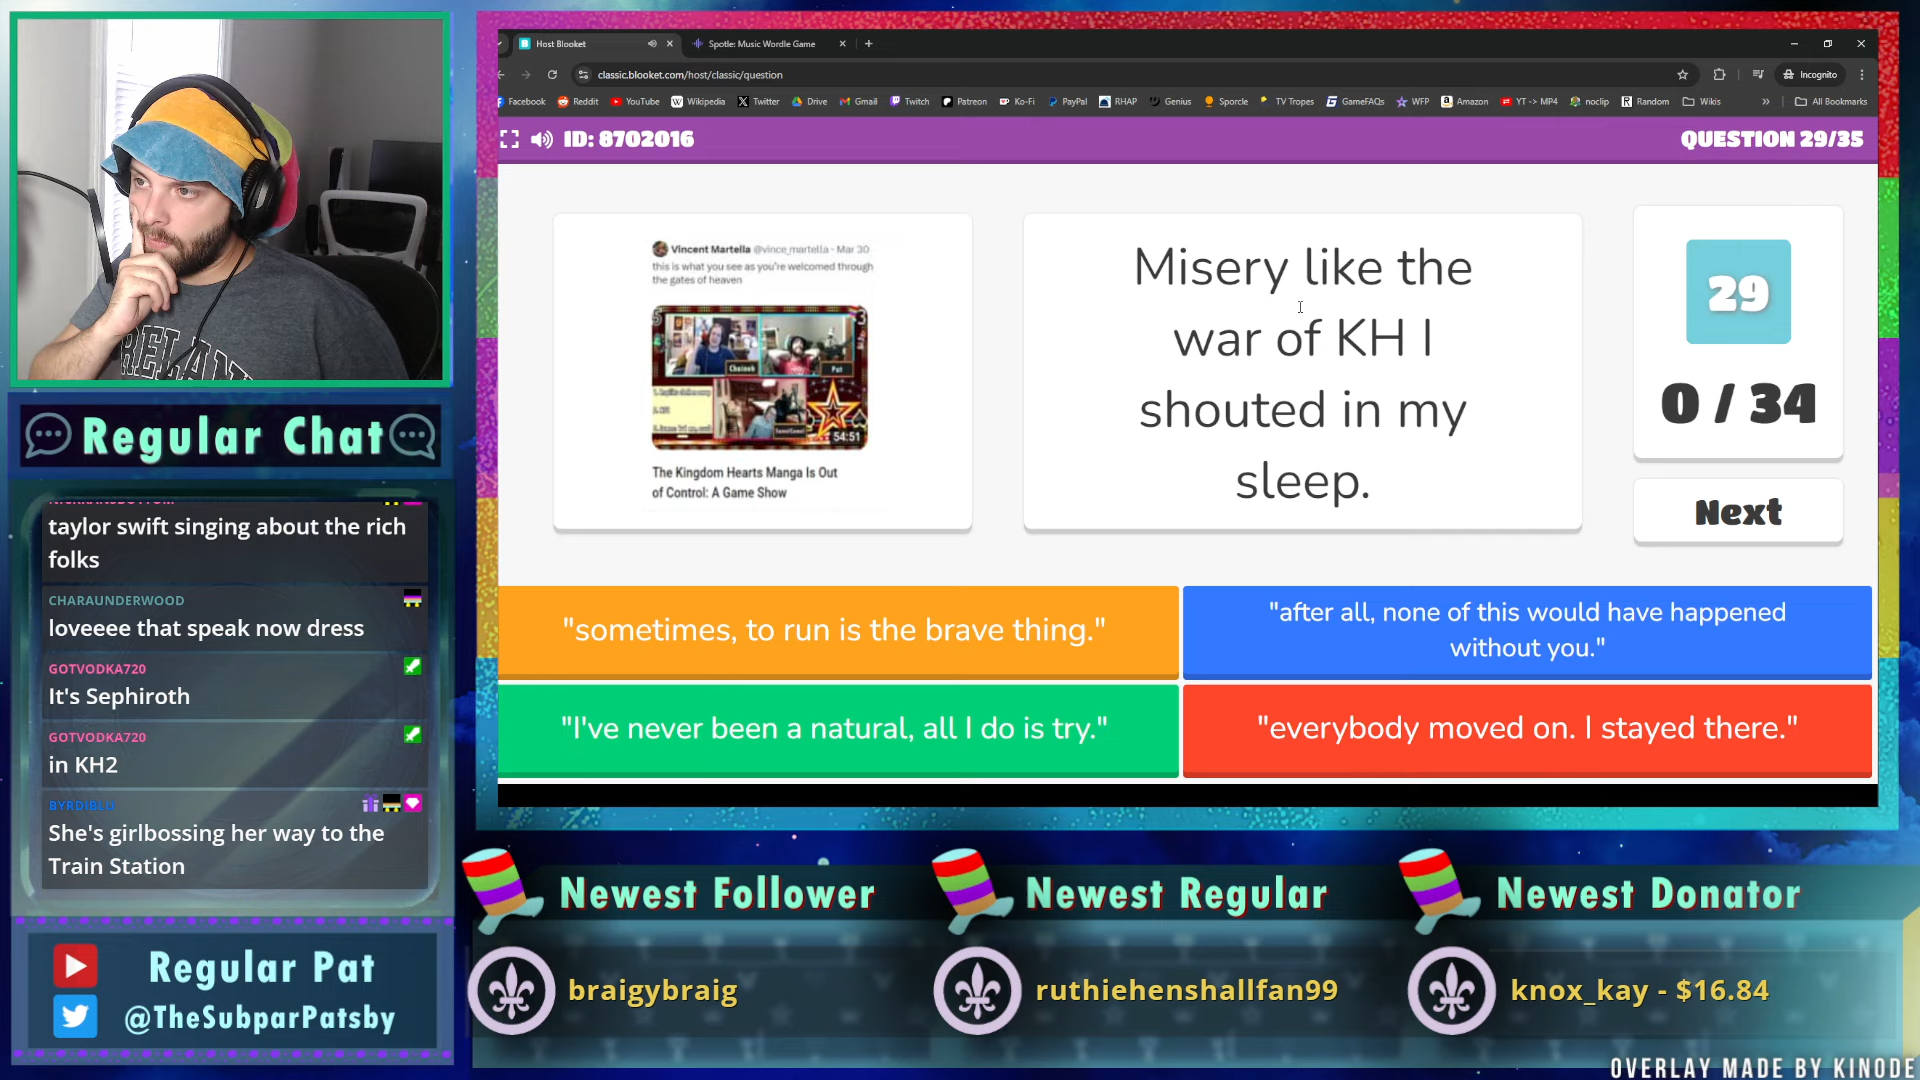 Host Blooket
Spotle: Music Wordle Game
classic.blooket.com/host/classic/question
Incognito
Facebook
Reddit
YouTube
Wikipedia
Twitter
Drive
Gmail
Twitch
Patreon
Ko-Fi
PayPal
RHAP
Genius
Sporcle
TV Tropes
GameFAQs
WFP
Amazon
YT -> MP4
noclip
Random
Wikis
All Bookmarks
ID: 8702016
QUESTION 29/35
Vincent Martella @vince_martella · Mar 30
this is what you see as you're welcomed through
the gates of heaven
Chainoh
Pat
54:51
The Kingdom Hearts Manga Is Out
of Control: A Game Show
Misery like the
war of KH I
shouted in my
sleep.
29
0 / 34
Next
"sometimes, to run is the brave thing."
"after all, none of this would have happened
without you."
"I've never been a natural, all I do is try."
"everybody moved on. I stayed there."
Regular Chat
taylor swift singing about the rich
folks
CHARAUNDERWOOD
loveeee that speak now dress
GOTVODKA720
It's Sephiroth
GOTVODKA720
in KH2
BYRDIBLU
She's girlbossing her way to the
Train Station
Regular Pat
@TheSubparPatsby
Newest Follower
braigybraig
Newest Regular
ruthiehenshallfan99
Newest Donator
knox_kay - $16.84
OVERLAY MADE BY KINODE